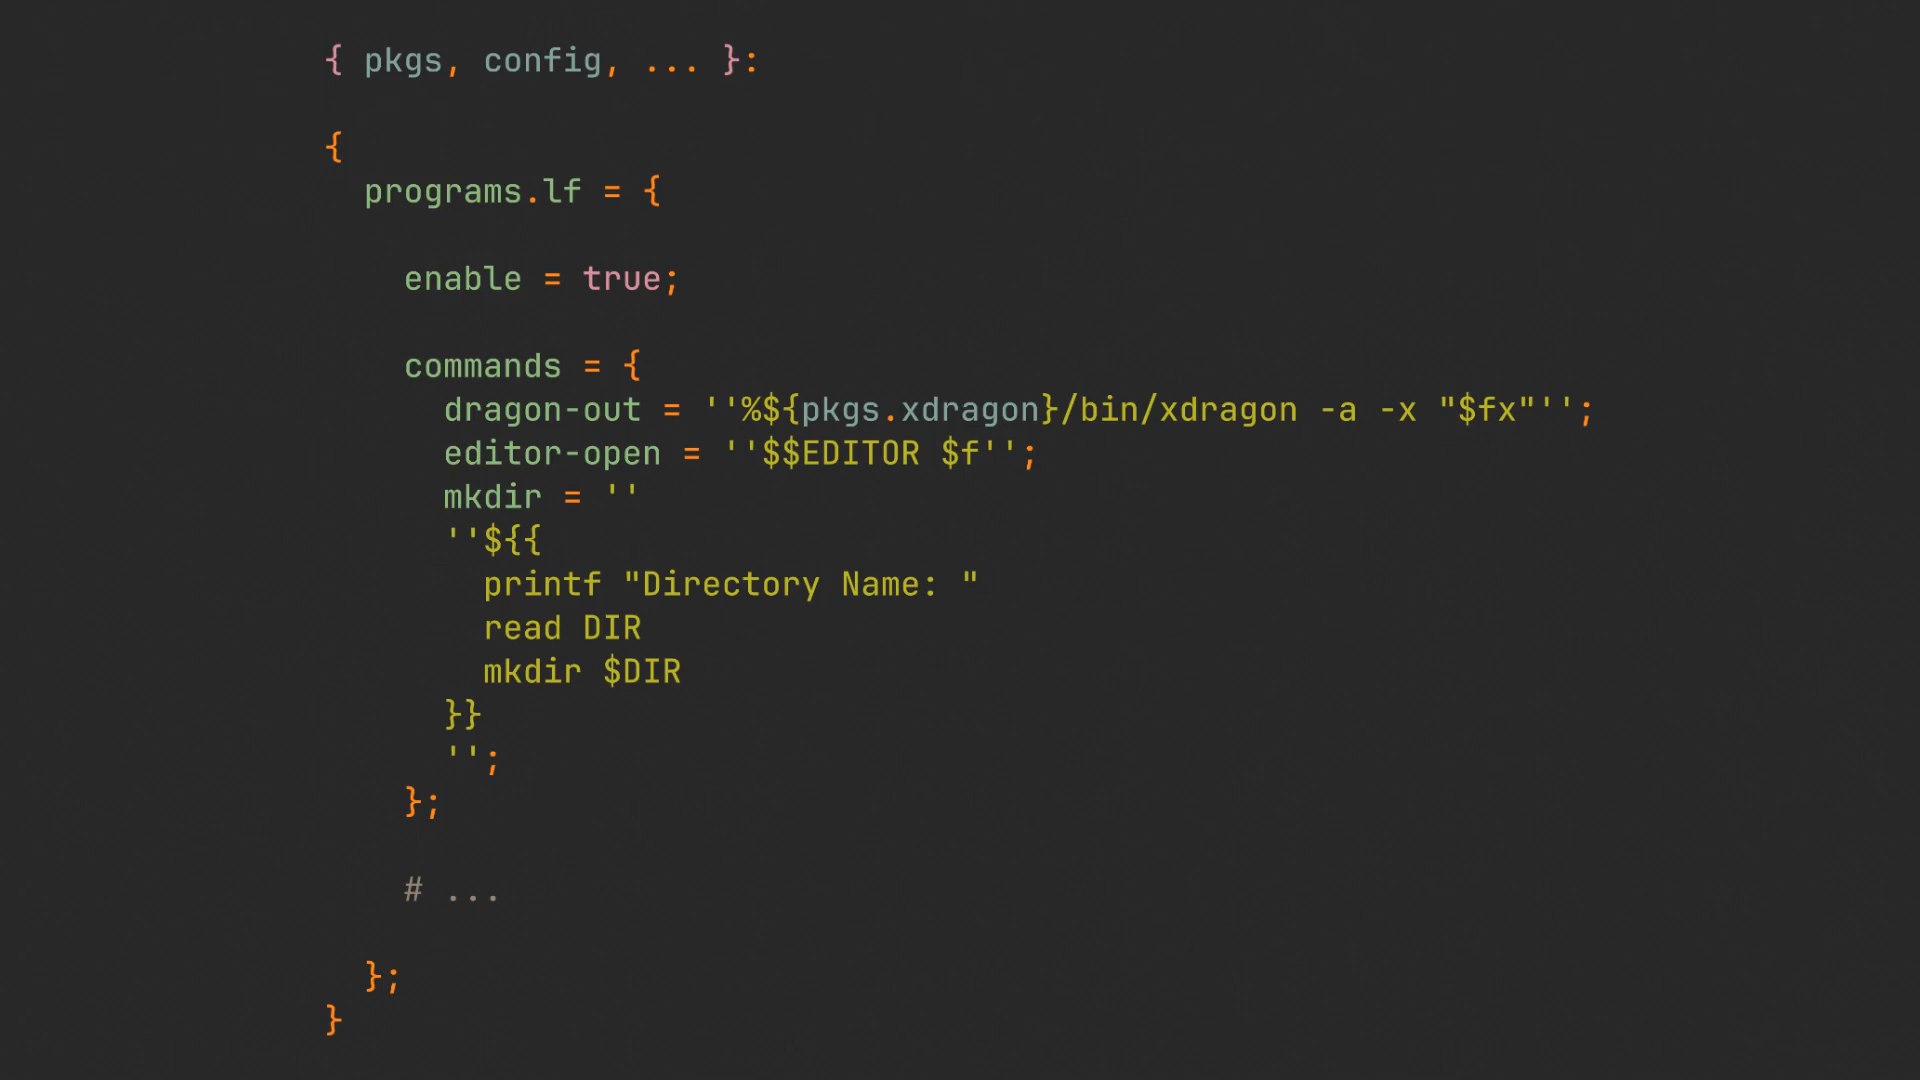 { pkgs, config, ... }:
{
programs.lf = {
enable = true;
commands = {
dragon-out = ''%${pkgs.xdragon}/bin/xdragon -a -x "$fx"'';
editor-open = ''$$EDITOR $f'';
mkdir = ''
''${{
printf "Directory Name: "
read DIR
mkdir $DIR
}}
'';
};
# ...
};
}